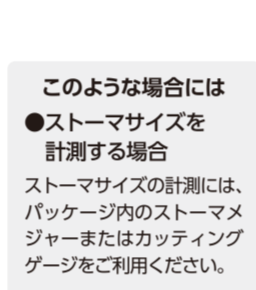 このような場合には
●ストーマサイズを
計測する場合
ストーマサイズの計測には、
パッケージ内のストーマメ
ジャーまたはカッティング
ゲージをご利用ください。